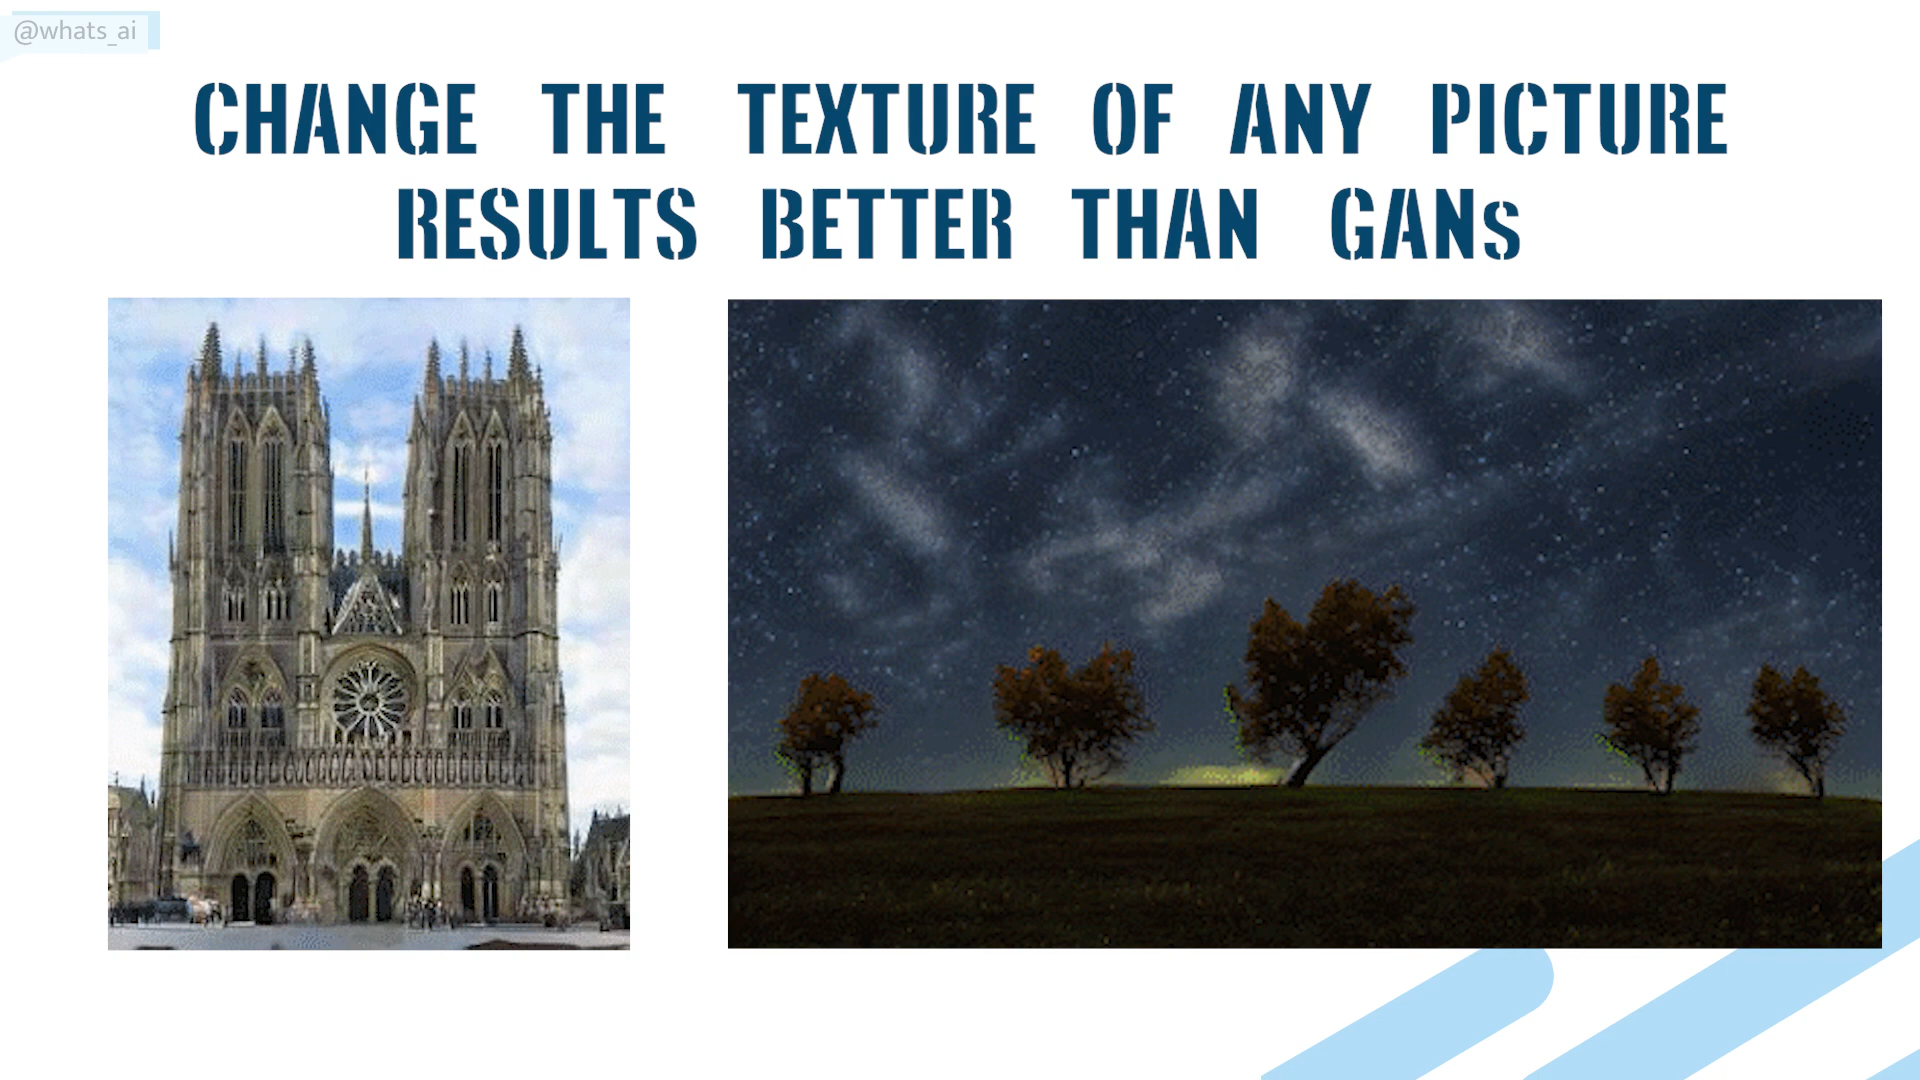 @whats_ai
CHANGE THE TEXTURE OF ANY PICTURE
RESULTS BETTER THAN GANs